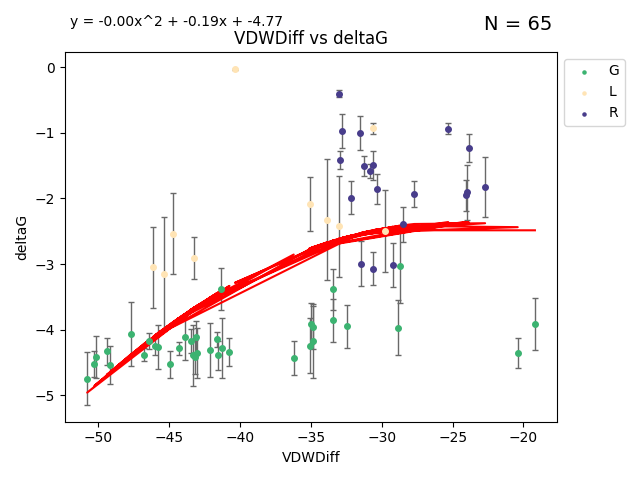 y = -0.00x^2 + -0.19x + -4.77
N = 65
VDWDiff vs deltaG
G
L
R
deltaG
0
−1
−2
−3
−4
−5
−50
−45
−40
−35
−30
−25
−20
VDWDiff